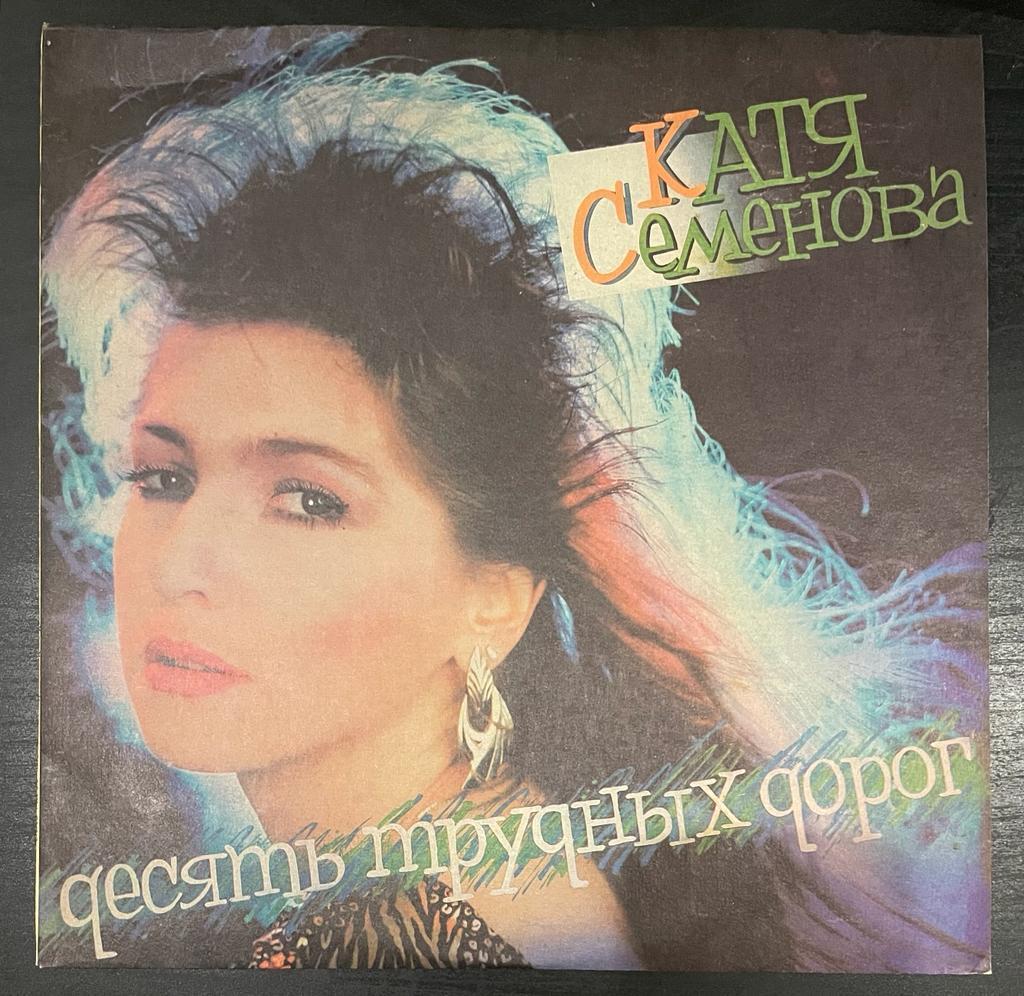 Катя
Семенова
десять трудных дорог